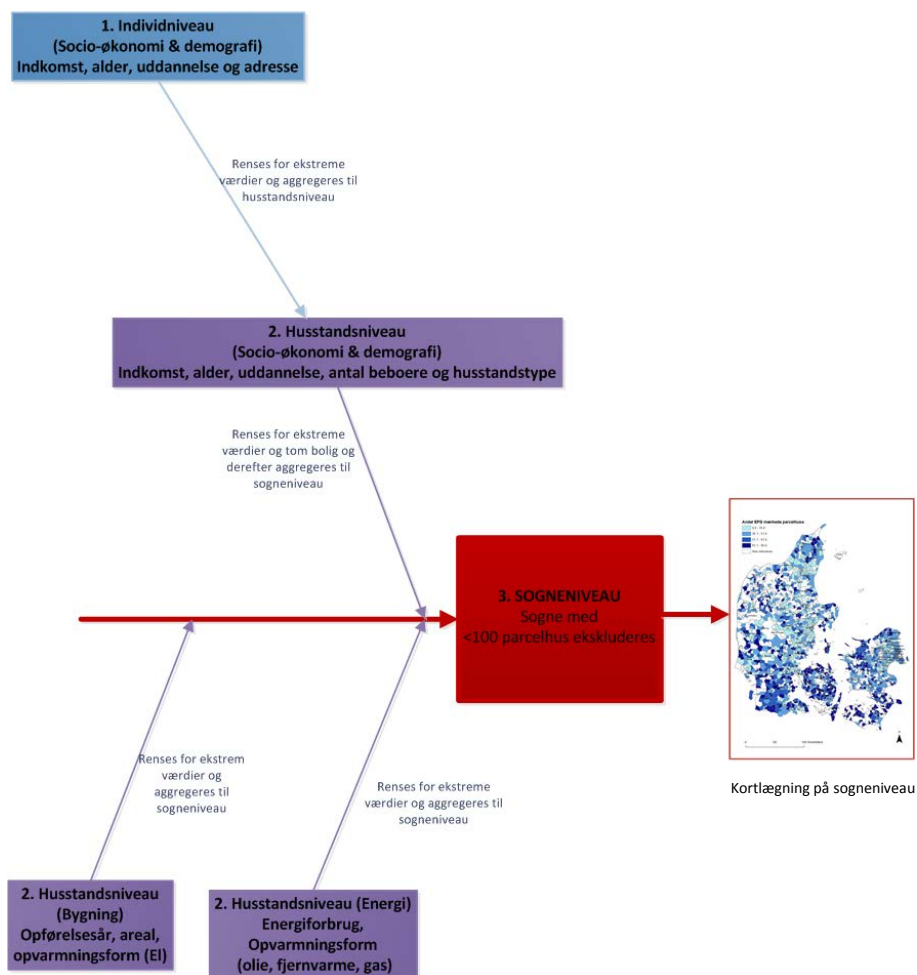 1. Individniveau
(Socio-økonomi & demografi)
Indkomst, alder, uddannelse og adresse
Renses for ekstreme
værdier og aggregeres til
husstandsniveau
2. Husstandsniveau
(Socio-økonomi & demografi)
Indkomst, alder, uddannelse, antal beboere og husstandstype
Renses for ekstreme
værdier og tom bolig og
derefter aggregeres til
sogneniveau
3. SOGNENIVEAU
Sogne med
<100 parcelhus ekskluderes
Antal EPB mærkede parcelhuse
Kortlægning på sogneniveau
Renses for ekstrem
værdier og
aggregeres til
sogneniveau
Renses for ekstreme
værdier og aggregeres til
sogneniveau
2. Husstandsniveau
(Bygning)
Opførelsesår, areal,
opvarmningsform (El)
2. Husstandsniveau (Energi)
Energiforbrug,
Opvarmningsform
(olie, fjernvarme, gas)